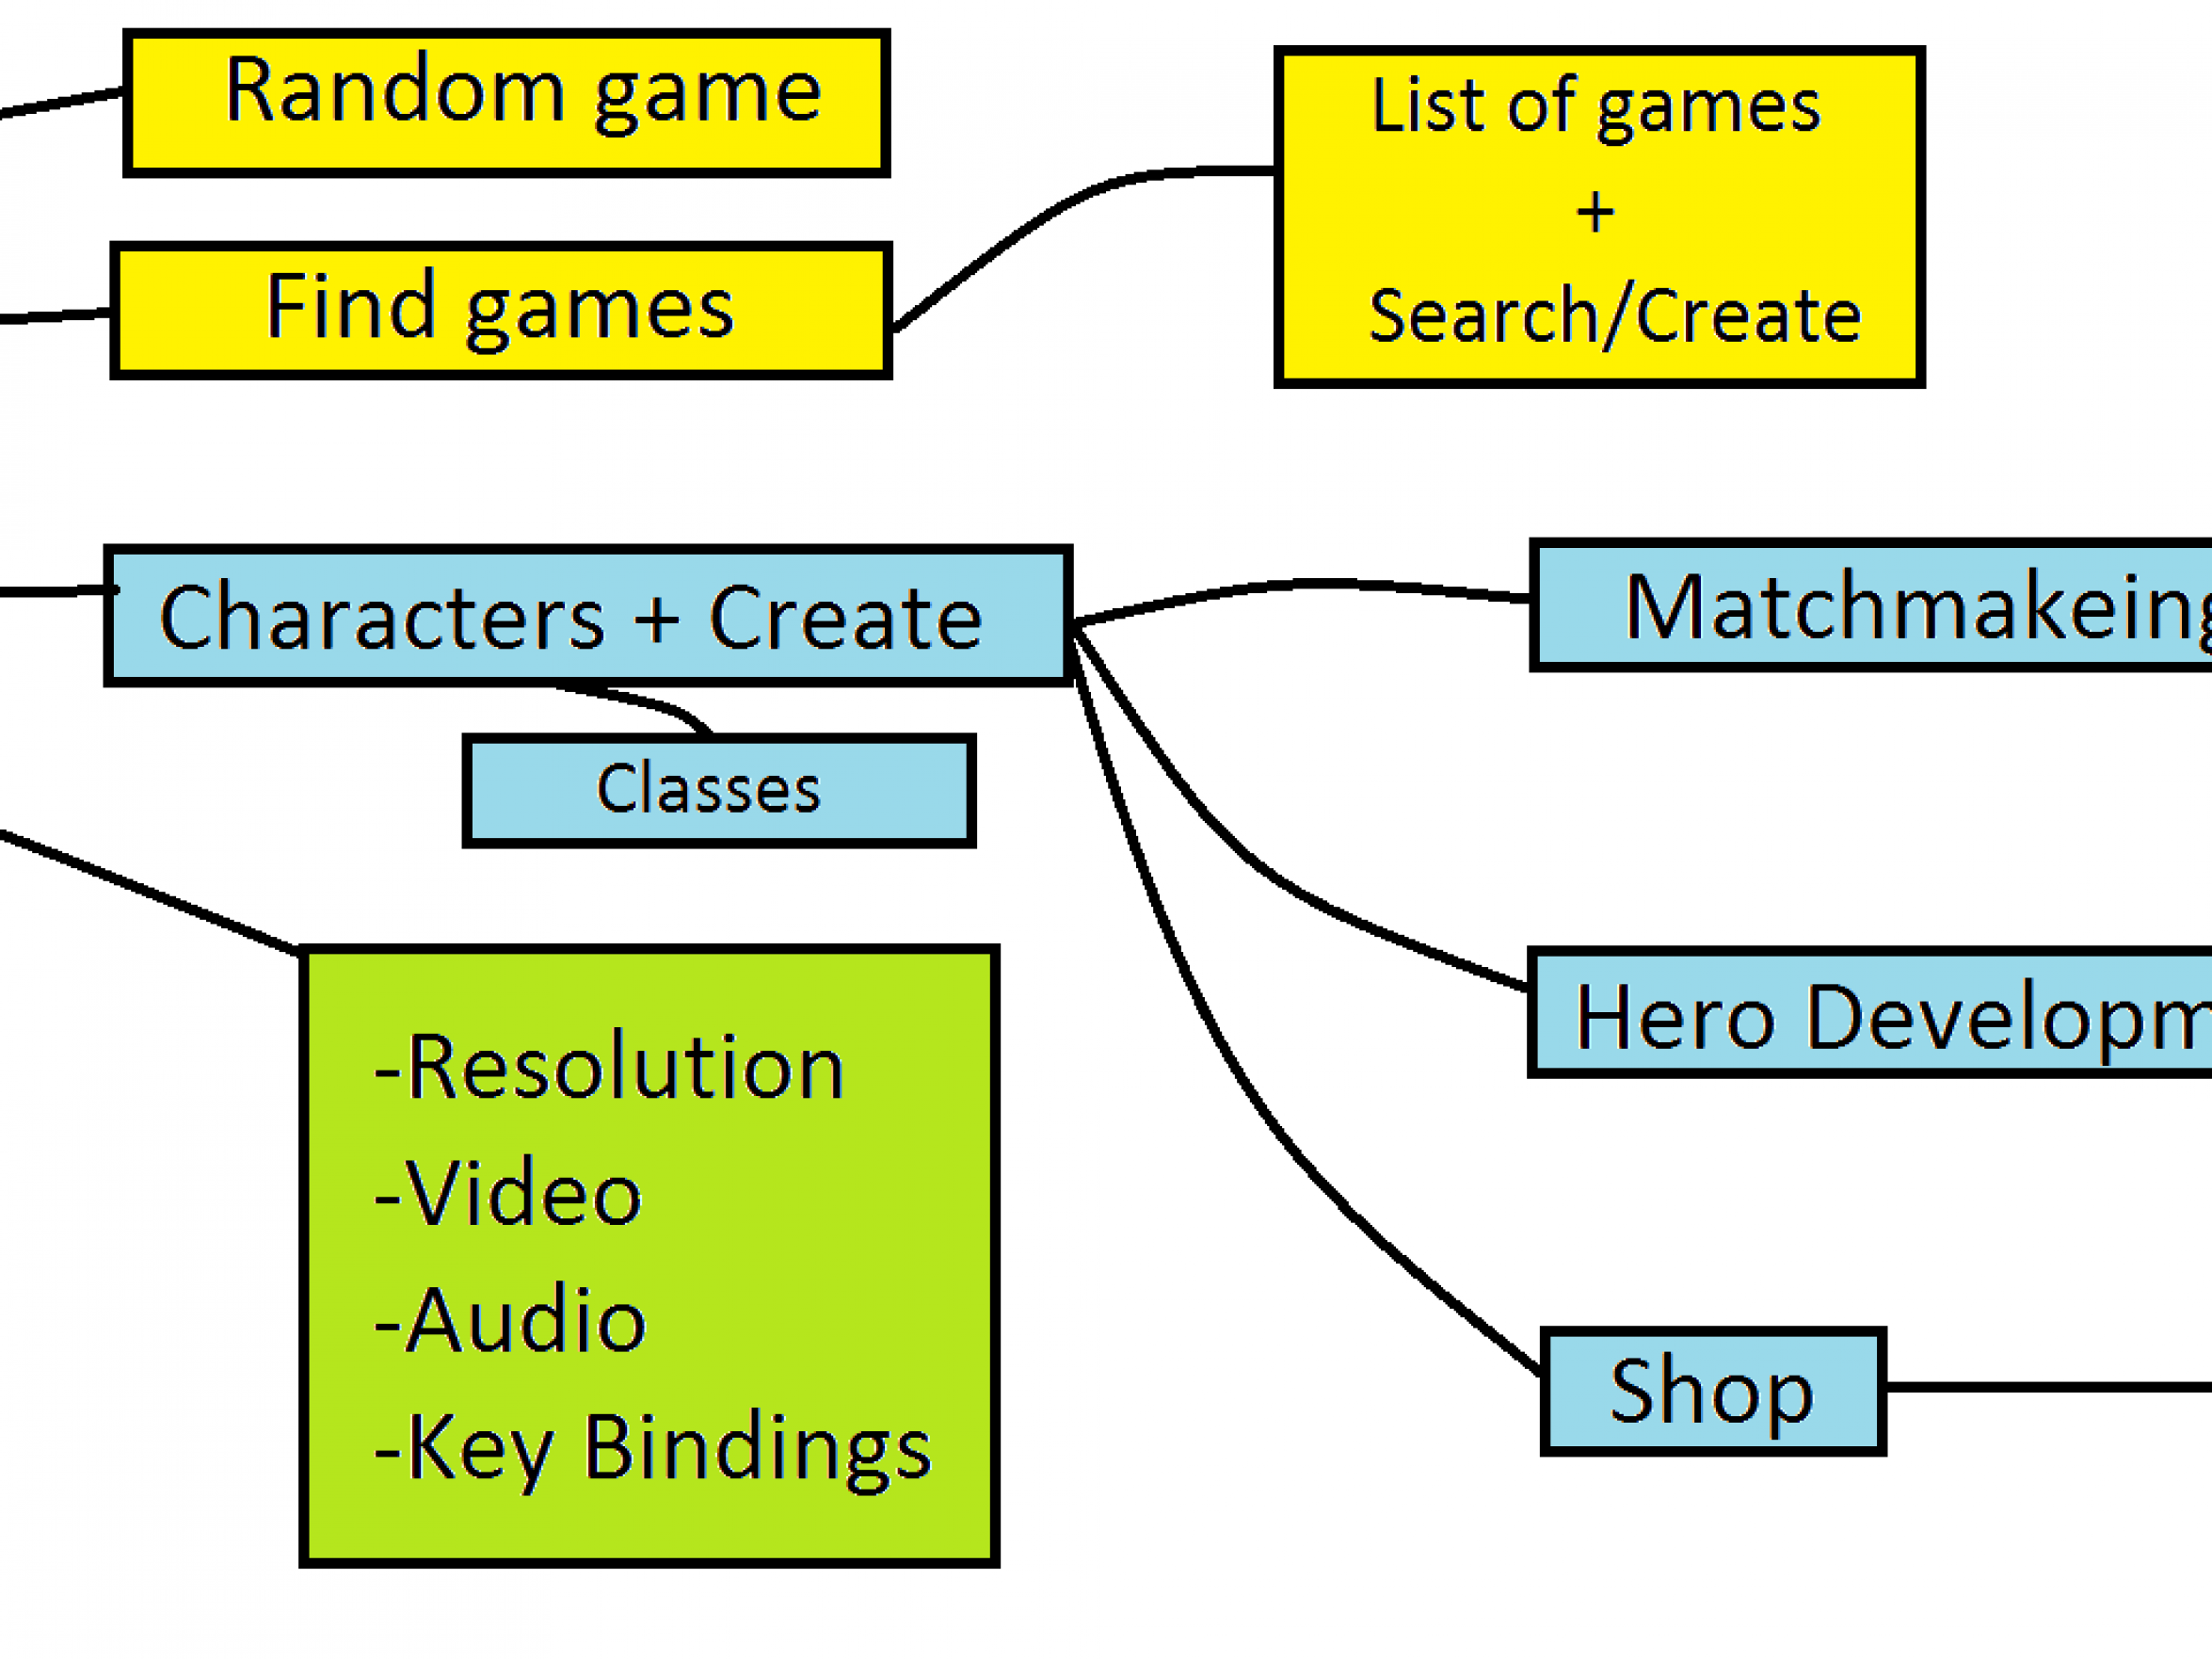 Random game
Find games
List of games
+
Search/Create
Characters + Create
Classes
Matchmakeing
Hero Developm
-Resolution
-Video
-Audio
-Key Bindings
Shop